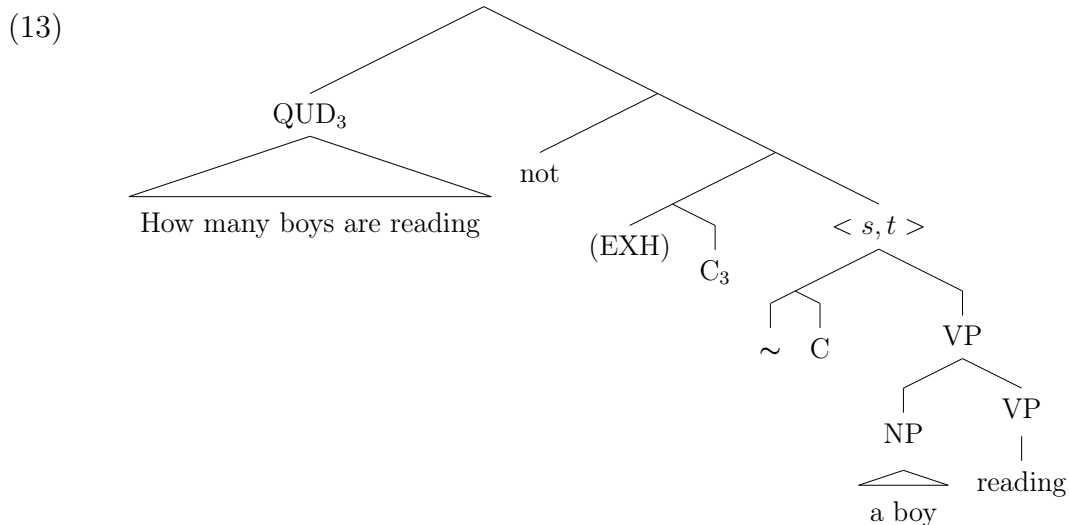 (13)
QUD₃
How many boys are reading
not
(EXH)
C₃
< s, t >
∼ C
VP
NP
VP
a boy
reading